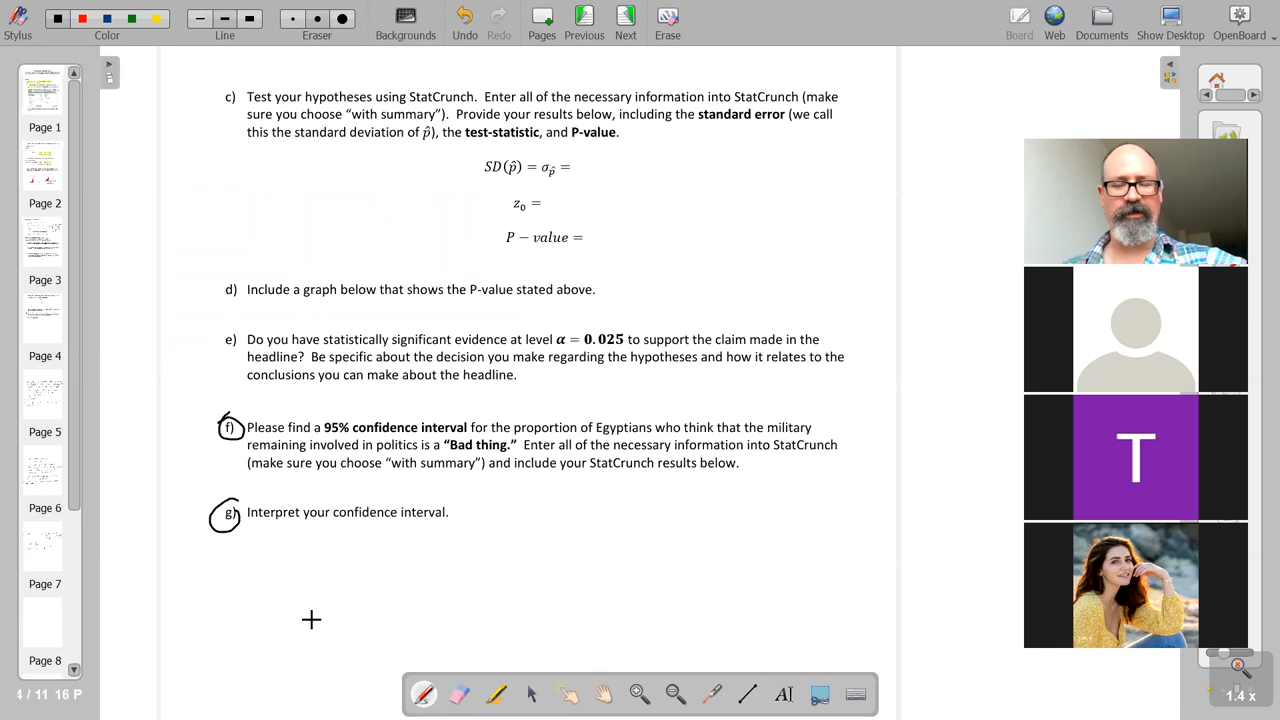 Stylus
Color
Line
Eraser
Backgrounds
Undo
Redo
Pages
Previous
Next
Erase
Board
Web
Documents
Show Desktop
OpenBoard
Page 1
Page 2
Page 3
Page 4
Page 5
Page 6
Page 7
Page 8
4 / 11 16 P
c) Test your hypotheses using StatCrunch. Enter all of the necessary information into StatCrunch (make
sure you choose “with summary”). Provide your results below, including the standard error (we call
this the standard deviation of p̂), the test-statistic, and P-value.
SD(p̂) = σp̂ =
z₀ =
P − value =
d) Include a graph below that shows the P-value stated above.
e) Do you have statistically significant evidence at level α = 0.025 to support the claim made in the
headline? Be specific about the decision you make regarding the hypotheses and how it relates to the
conclusions you can make about the headline.
f) Please find a 95% confidence interval for the proportion of Egyptians who think that the military
remaining involved in politics is a “Bad thing.” Enter all of the necessary information into StatCrunch
(make sure you choose “with summary”) and include your StatCrunch results below.
g) Interpret your confidence interval.
T
AI
1.4 x